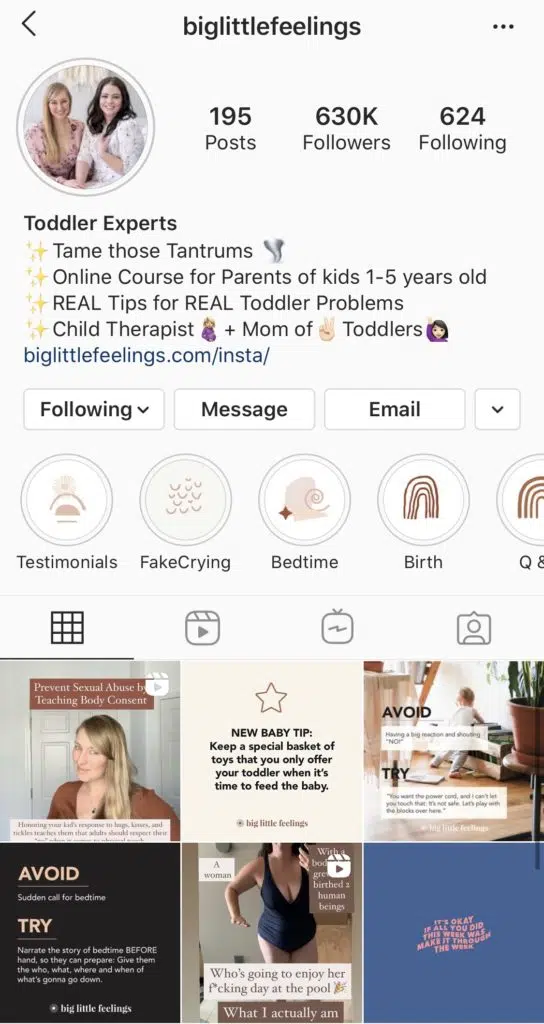 biglittlefeelings
195
Posts
630K
Followers
624
Following
Toddler Experts
✨ Tame those Tantrums 🌪
✨ Online Course for Parents of kids 1-5 years old
✨ REAL Tips for REAL Toddler Problems
✨ Child Therapist 🤰🏼 + Mom of ✌🏻 Toddlers 🙋🏻‍♀️
biglittlefeelings.com/insta/
Following
Message
Email
Testimonials
FakeCrying
Bedtime
Birth
Q &
Prevent Sexual Abuse by
Teaching Body Consent
Honoring your kid's response to hugs, kisses, and
tickles teaches them that adults should respect their
NEW BABY TIP:
Keep a special basket of
toys that you only offer
your toddler when it's
time to feed the baby.
big little feelings
AVOID
Having a big reaction and shouting
"NO!"
TRY
"You want the power cord, and I can't let
you touch that: It's not safe. Let's play with
the blocks over here."
big little feelings
AVOID
Sudden call for bedtime
TRY
Narrate the story of bedtime BEFORE
hand, so they can prepare: Give them
the who, what, where and when of
what's gonna go down.
big little feelings
A
woman
With a
birthed 2
human
beings
Who's going to enjoy her
f*cking day at the pool 🎉
What I actually am
IT'S OKAY
IF ALL YOU DID
THIS WEEK WAS
MAKE IT THROUGH
THE WEEK